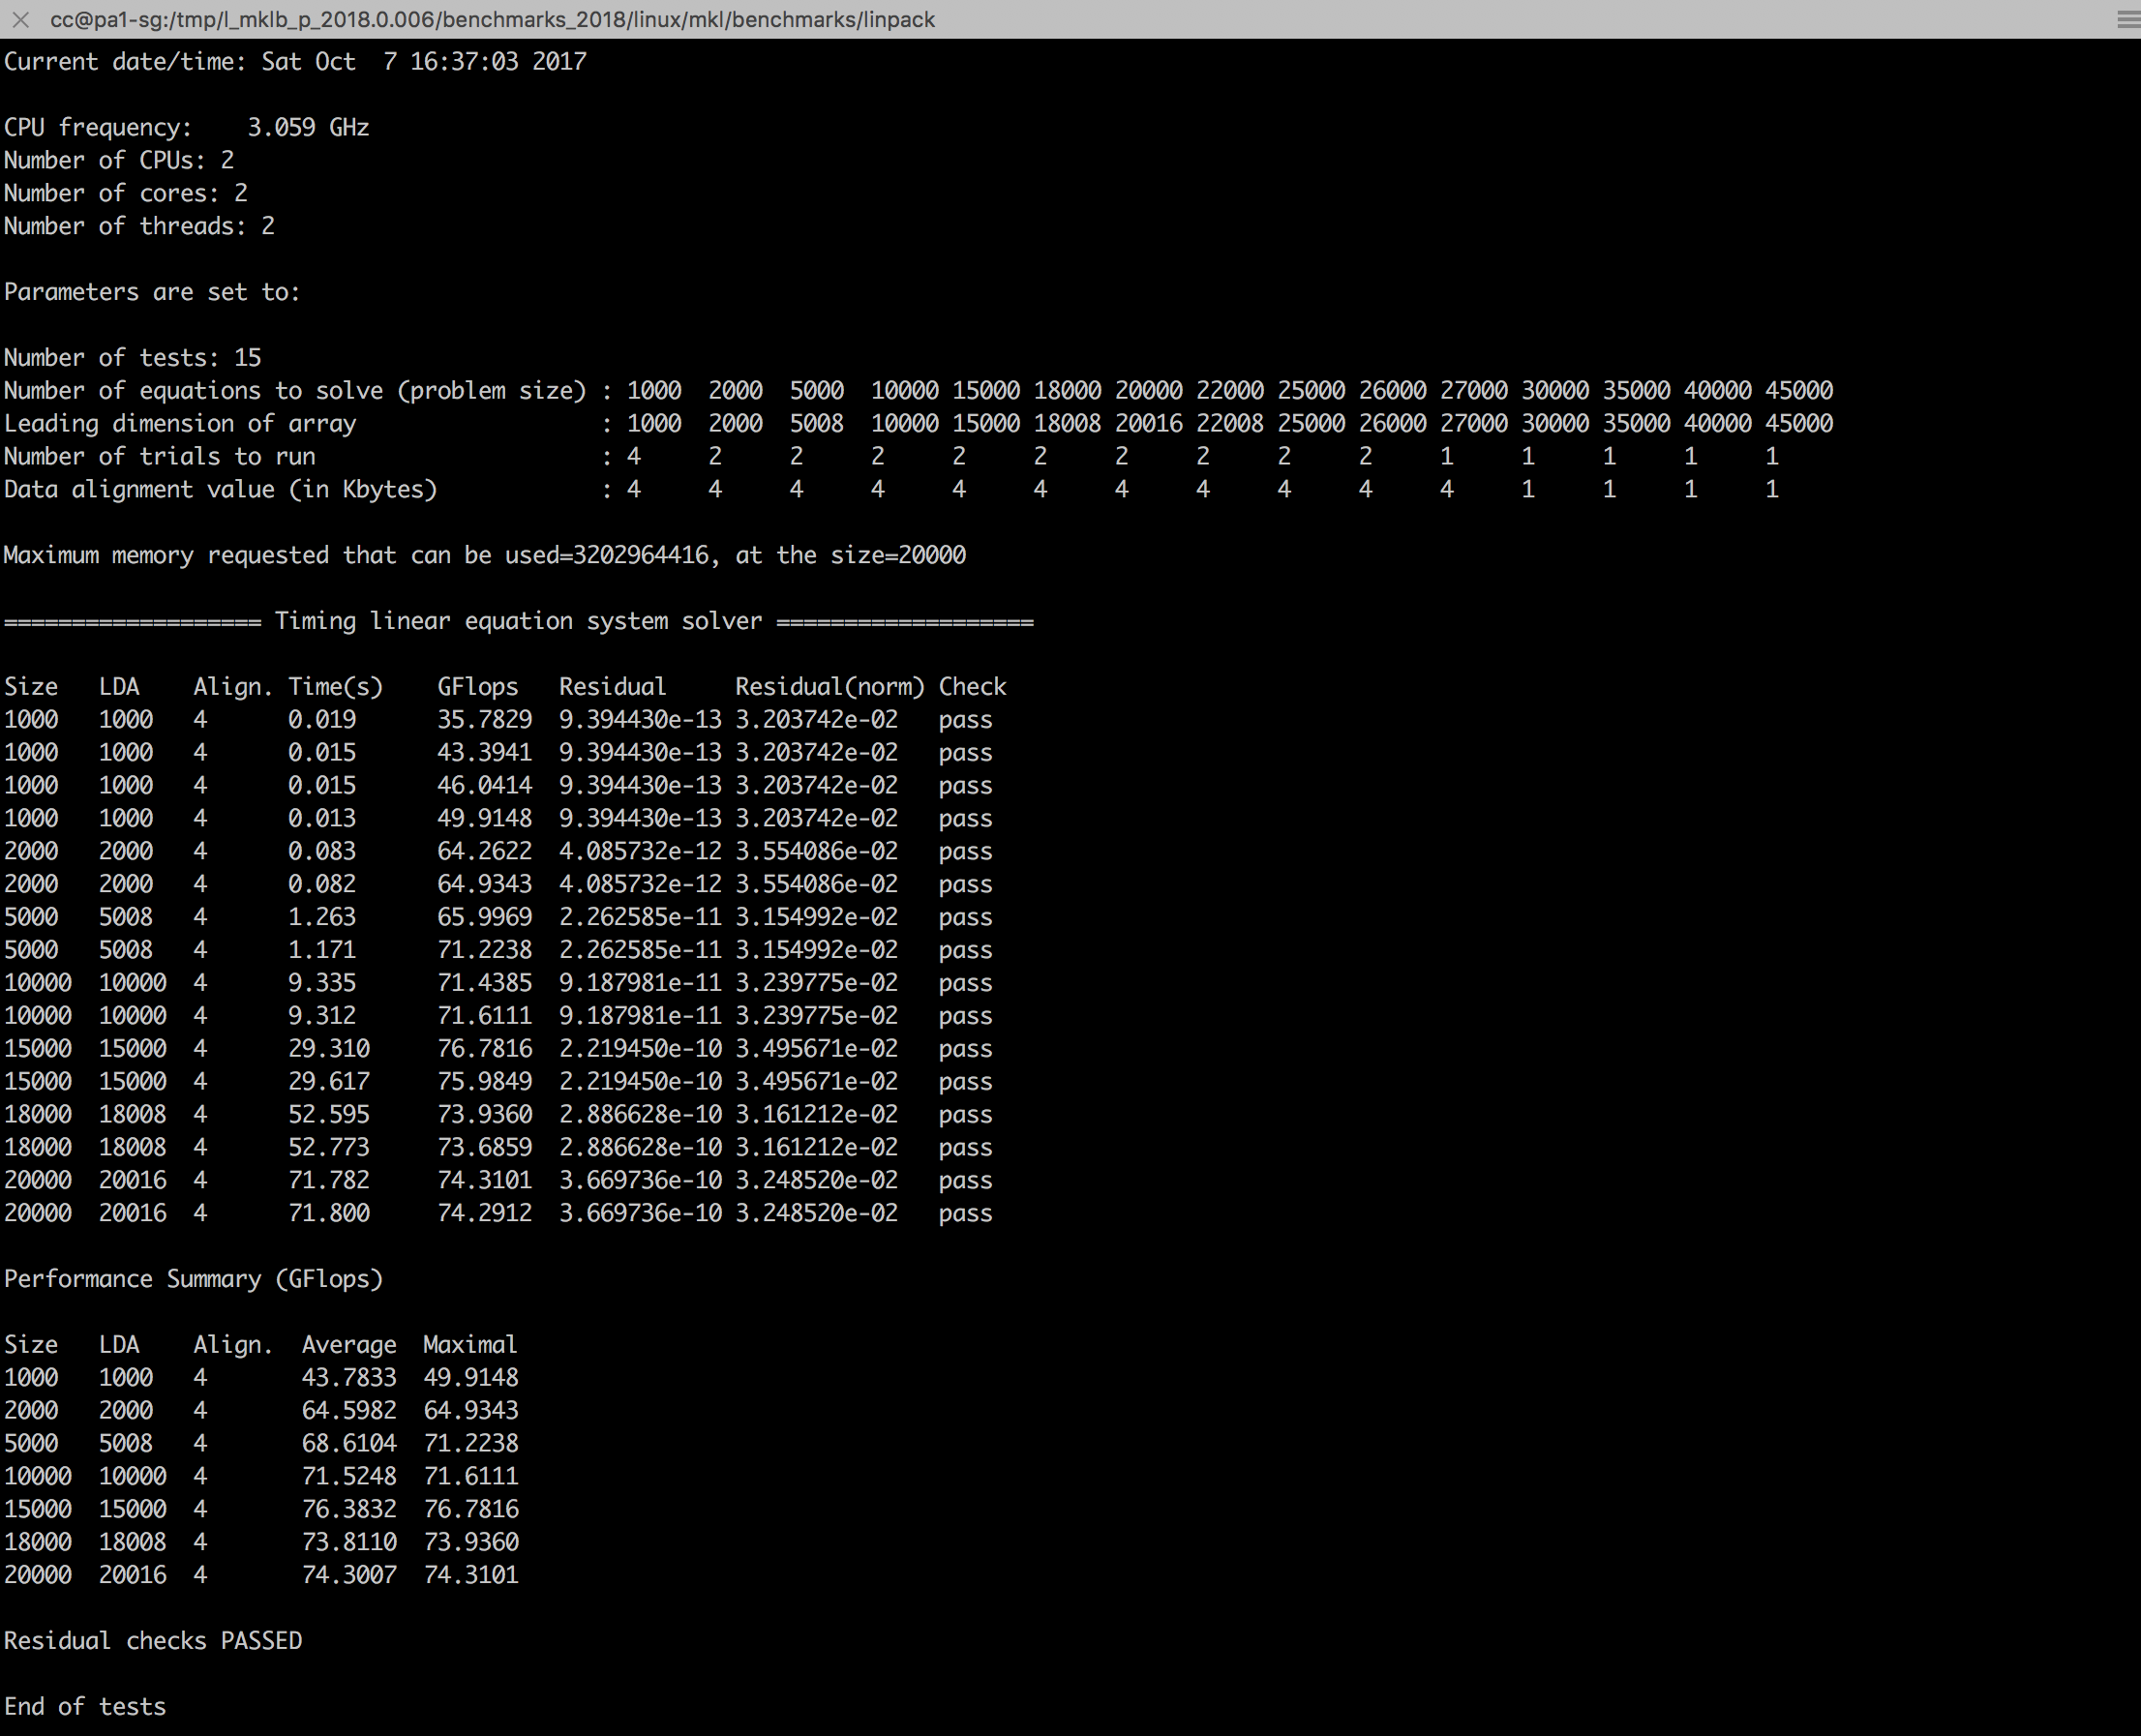 cc@pa1-sg:/tmp/l_mklb_p_2018.0.006/benchmarks_2018/linux/mkl/benchmarks/linpack
Current date/time: Sat Oct  7 16:37:03 2017
CPU frequency:    3.059 GHz
Number of CPUs: 2
Number of cores: 2
Number of threads: 2
Parameters are set to:
Number of tests: 15
Number of equations to solve (problem size) : 1000  2000  5000  10000 15000 18000 20000 22000 25000 26000 27000 30000 35000 40000 45000
Leading dimension of array                  : 1000  2000  5008  10000 15000 18008 20016 22008 25000 26000 27000 30000 35000 40000 45000
Number of trials to run                     : 4     2     2     2     2     2     2     2     2     2     1     1     1     1     1
Data alignment value (in Kbytes)            : 4     4     4     4     4     4     4     4     4     4     4     1     1     1     1
Maximum memory requested that can be used=3202964416, at the size=20000
=================== Timing linear equation system solver ===================
Size   LDA    Align. Time(s)    GFlops   Residual     Residual(norm) Check
1000   1000   4      0.019      35.7829  9.394430e-13 3.203742e-02   pass
1000   1000   4      0.015      43.3941  9.394430e-13 3.203742e-02   pass
1000   1000   4      0.015      46.0414  9.394430e-13 3.203742e-02   pass
1000   1000   4      0.013      49.9148  9.394430e-13 3.203742e-02   pass
2000   2000   4      0.083      64.2622  4.085732e-12 3.554086e-02   pass
2000   2000   4      0.082      64.9343  4.085732e-12 3.554086e-02   pass
5000   5008   4      1.263      65.9969  2.262585e-11 3.154992e-02   pass
5000   5008   4      1.171      71.2238  2.262585e-11 3.154992e-02   pass
10000  10000  4      9.335      71.4385  9.187981e-11 3.239775e-02   pass
10000  10000  4      9.312      71.6111  9.187981e-11 3.239775e-02   pass
15000  15000  4      29.310     76.7816  2.219450e-10 3.495671e-02   pass
15000  15000  4      29.617     75.9849  2.219450e-10 3.495671e-02   pass
18000  18008  4      52.595     73.9360  2.886628e-10 3.161212e-02   pass
18000  18008  4      52.773     73.6859  2.886628e-10 3.161212e-02   pass
20000  20016  4      71.782     74.3101  3.669736e-10 3.248520e-02   pass
20000  20016  4      71.800     74.2912  3.669736e-10 3.248520e-02   pass
Performance Summary (GFlops)
Size   LDA    Align.  Average  Maximal
1000   1000   4       43.7833  49.9148
2000   2000   4       64.5982  64.9343
5000   5008   4       68.6104  71.2238
10000  10000  4       71.5248  71.6111
15000  15000  4       76.3832  76.7816
18000  18008  4       73.8110  73.9360
20000  20016  4       74.3007  74.3101
Residual checks PASSED
End of tests